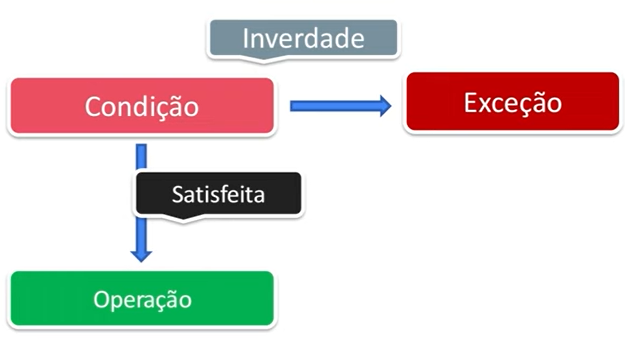 Inverdade
Condição
Exceção
Satisfeita
Operação